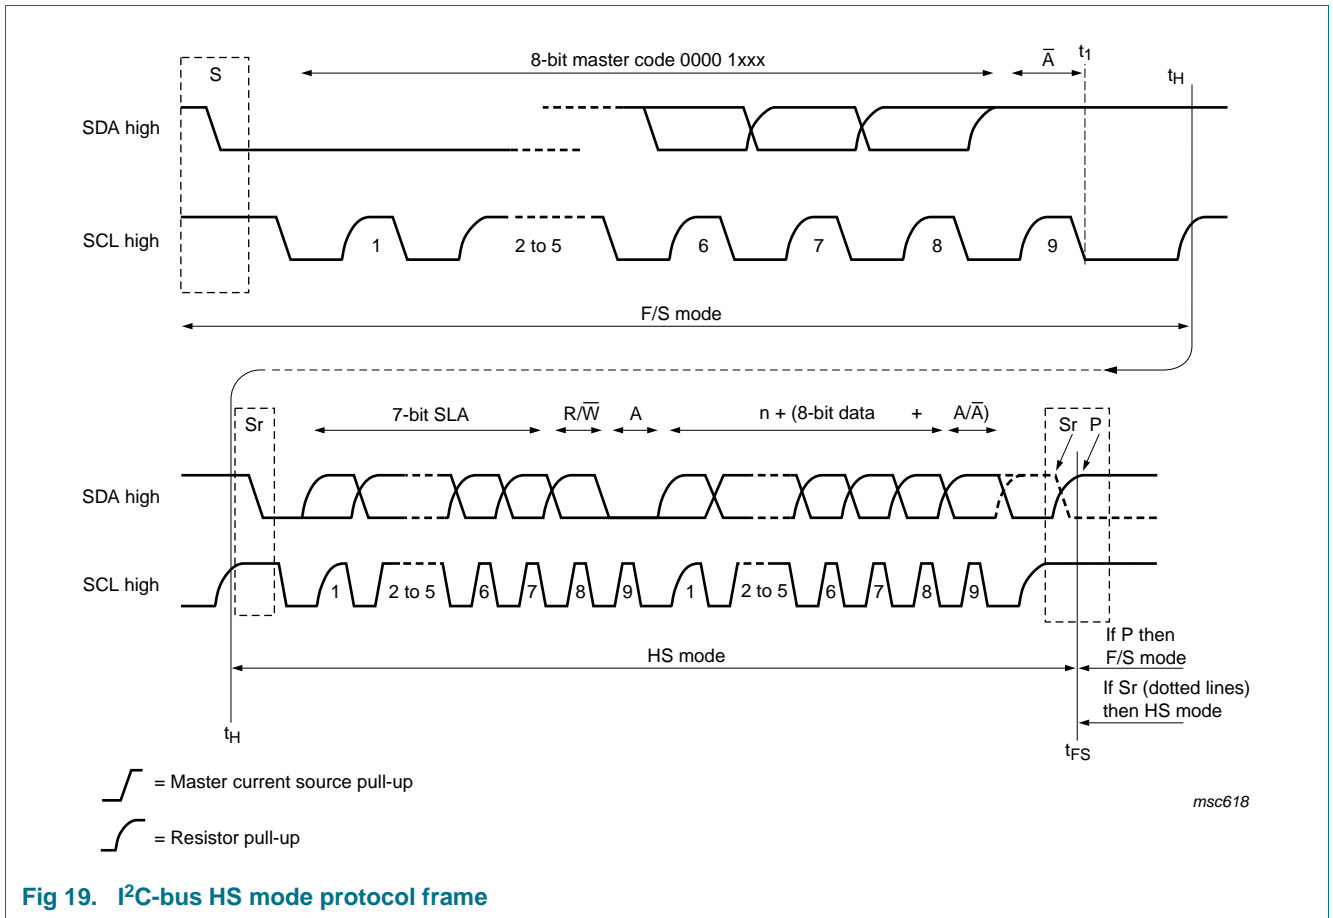 8-bit master code 0000 1xxx
A̅
t1
tH
S
SDA high
SCL high
1
2 to 5
6
7
8
9
F/S mode
Sr
7-bit SLA
R/W̅
A
n + (8-bit data + A/A̅)
Sr P
SDA high
SCL high
1
2 to 5
6
7
8
9
1
2 to 5
6
7
8
9
HS mode
If P then
F/S mode
If Sr (dotted lines)
then HS mode
tH
tFS
= Master current source pull-up
= Resistor pull-up
msc618
Fig 19. I²C-bus HS mode protocol frame